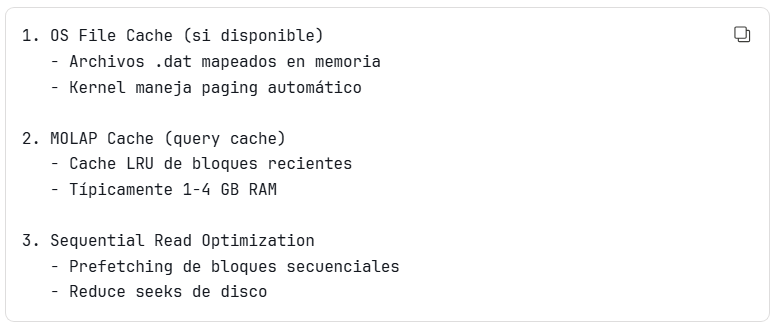 1. OS File Cache (si disponible)
- Archivos .dat mapeados en memoria
- Kernel maneja paging automático
2. MOLAP Cache (query cache)
- Cache LRU de bloques recientes
- Típicamente 1-4 GB RAM
3. Sequential Read Optimization
- Prefetching de bloques secuenciales
- Reduce seeks de disco